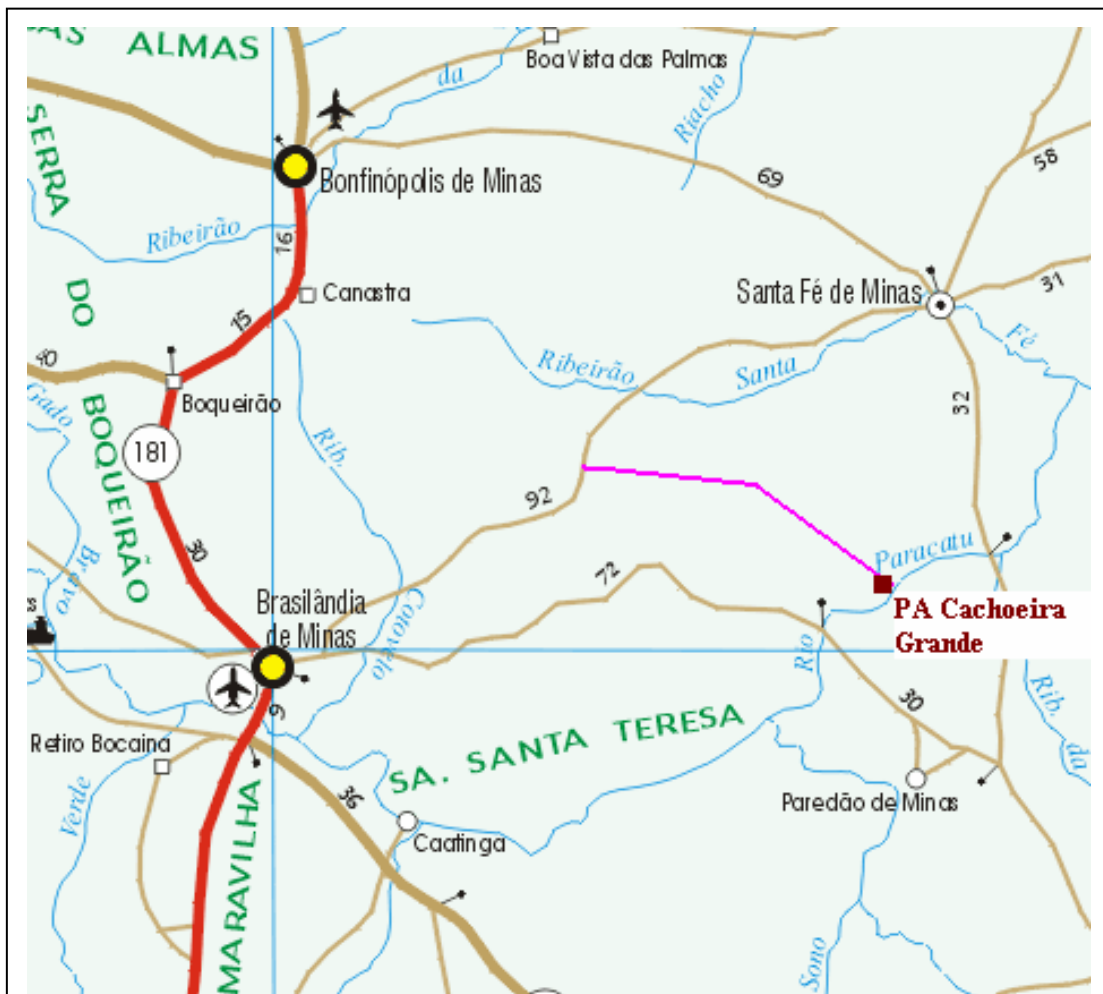 ALMAS
Boa Vista das Palmas
da
Riacho
SERRA
58
Bonfinópolis de Minas
69
Ribeirão
16
DO
Canastra
Santa Fé de Minas
31
15
Fé
40
Ribeirão
Santa
Gado
Boqueirão
32
BOQUEIRÃO
Rib.
181
92
Paracatu
30
72
Bravo
Brasilândia
de Minas
PA Cachoeira
Grande
Rio
Rib.
30
9
Retiro Bocaina
SA. SANTA TERESA
da
Verde
36
Paredão de Minas
Caatinga
MARAVILHA
Sono